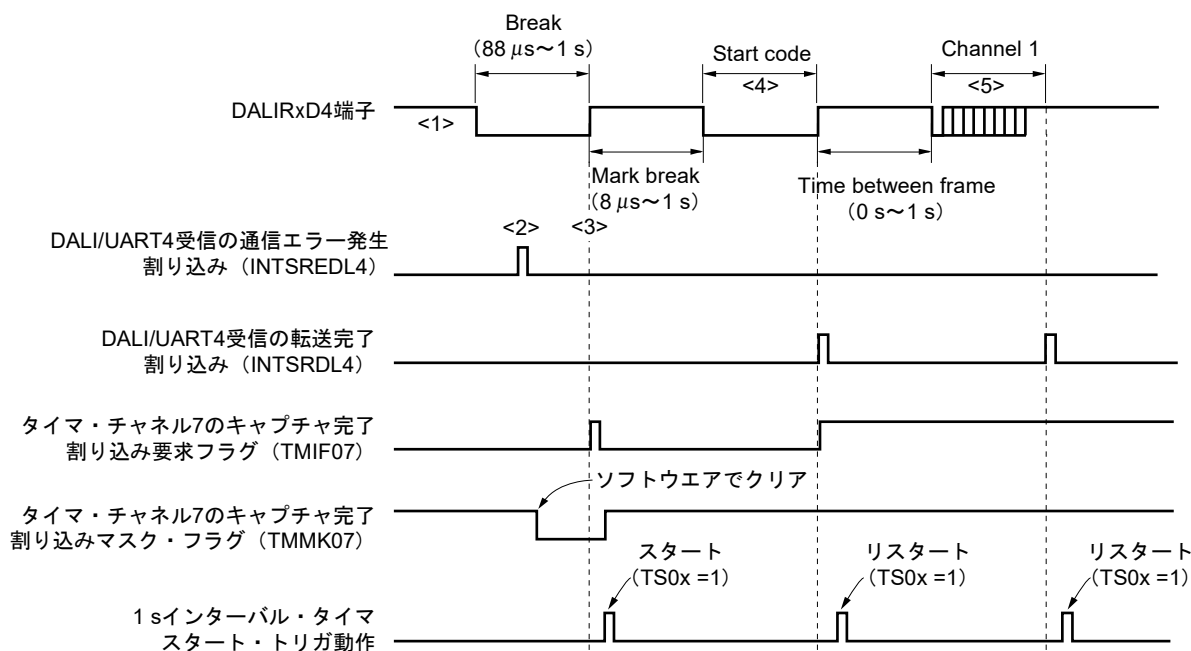 Break
（88 μs～1 s）
Start code
Channel 1
<4>
<5>
DALIRxD4端子
<1>
Mark break
（8 μs～1 s）
Time between frame
（0 s～1 s）
<2>
<3>
DALI/UART4受信の通信エラー発生
割り込み（INTSREDL4）
DALI/UART4受信の転送完了
割り込み（INTSRDL4）
タイマ・チャネル7のキャプチャ完了
割り込み要求フラグ（TMIF07）
ソフトウエアでクリア
タイマ・チャネル7のキャプチャ完了
割り込みマスク・フラグ（TMMK07）
スタート
（TS0x =1）
リスタート
（TS0x =1）
リスタート
（TS0x =1）
1 sインターバル・タイマ
スタート・トリガ動作